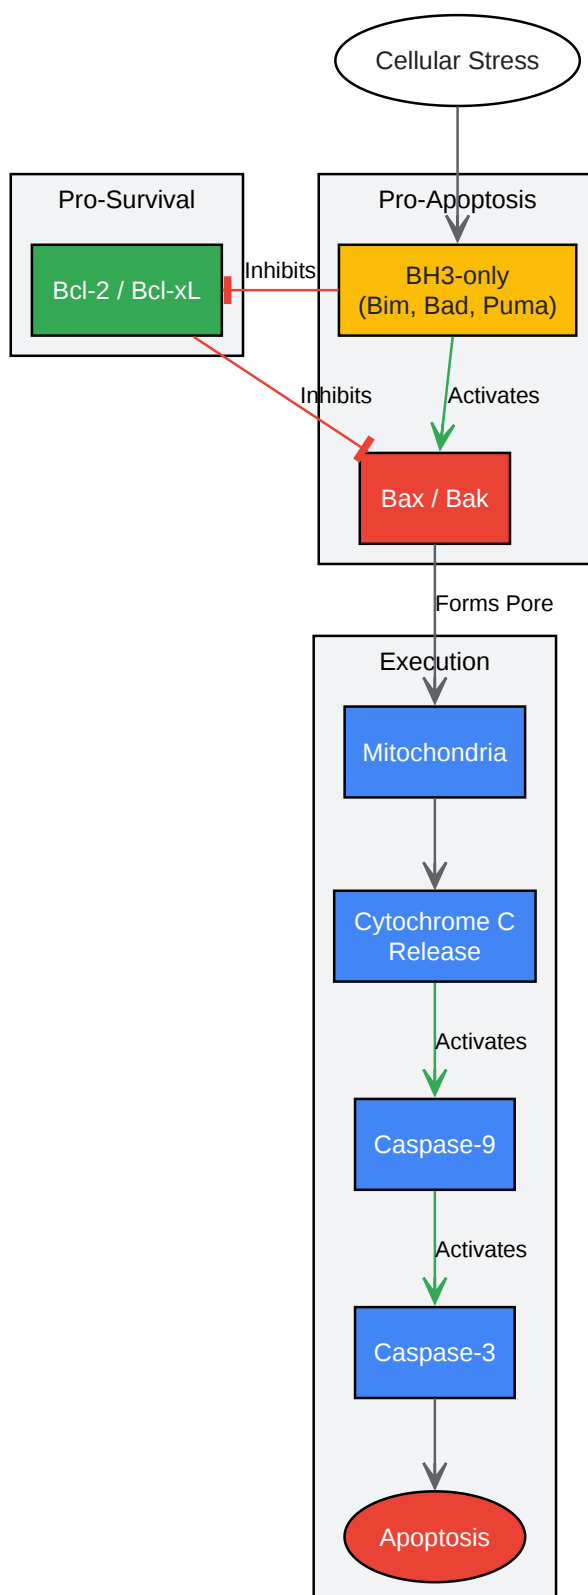 Cellular Stress
Pro-Survival
Pro-Apoptosis
Bcl-2 / Bcl-xL
Inhibits
BH3-only
(Bim, Bad, Puma)
Inhibits
Activates
Bax / Bak
Forms Pore
Execution
Mitochondria
Cytochrome C
Release
Activates
Caspase-9
Activates
Caspase-3
Apoptosis